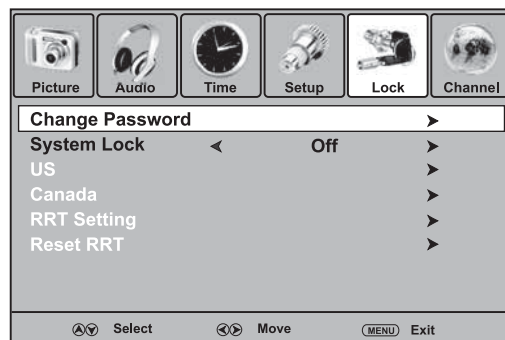 Picture Audio Time Setup Lock Channel
Change Password
System Lock Off
US
Canada
RRT Setting
Reset RRT
Select Move MENU Exit